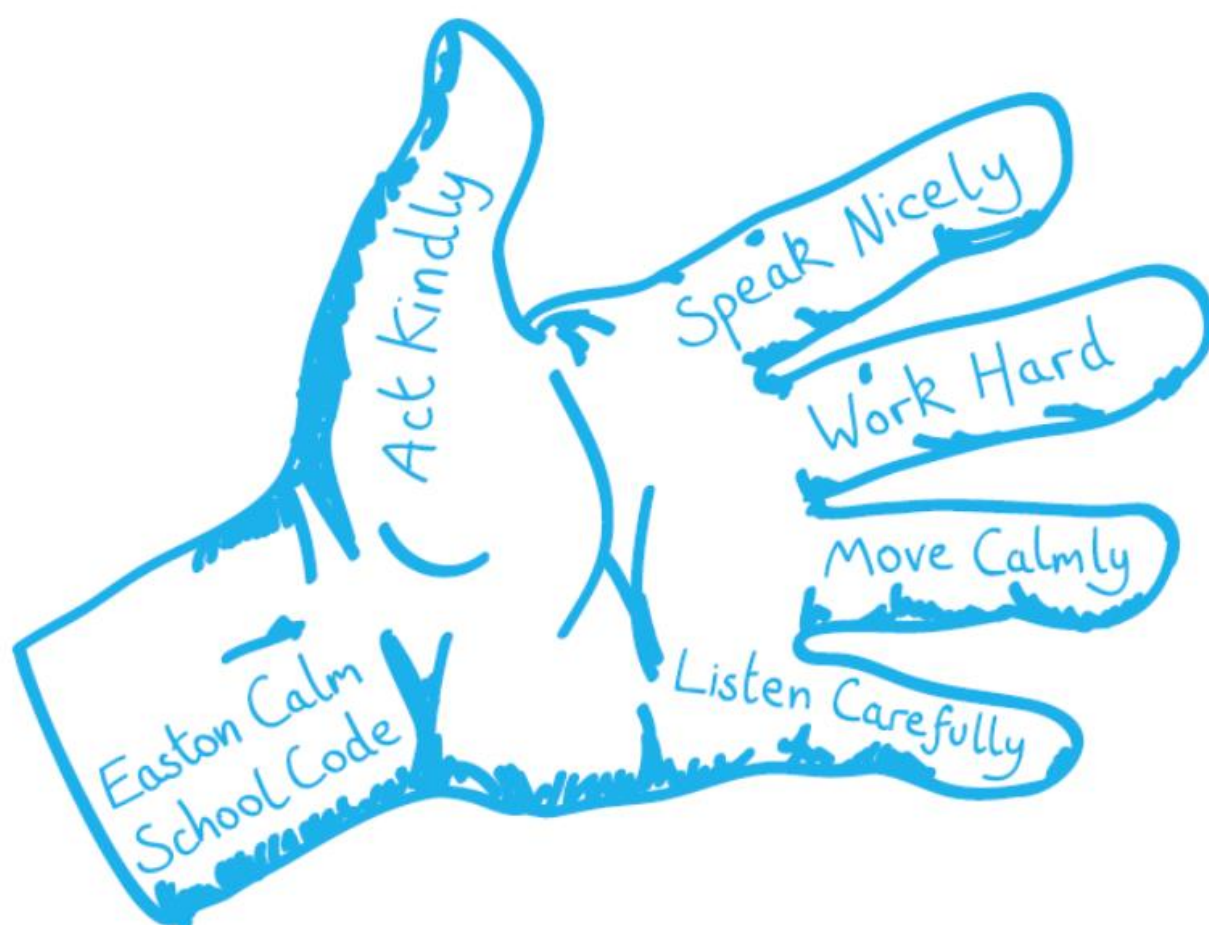 Act Kindly
Speak Nicely
Work Hard
Move Calmly
Listen Carefully
Easton Calm
School Code